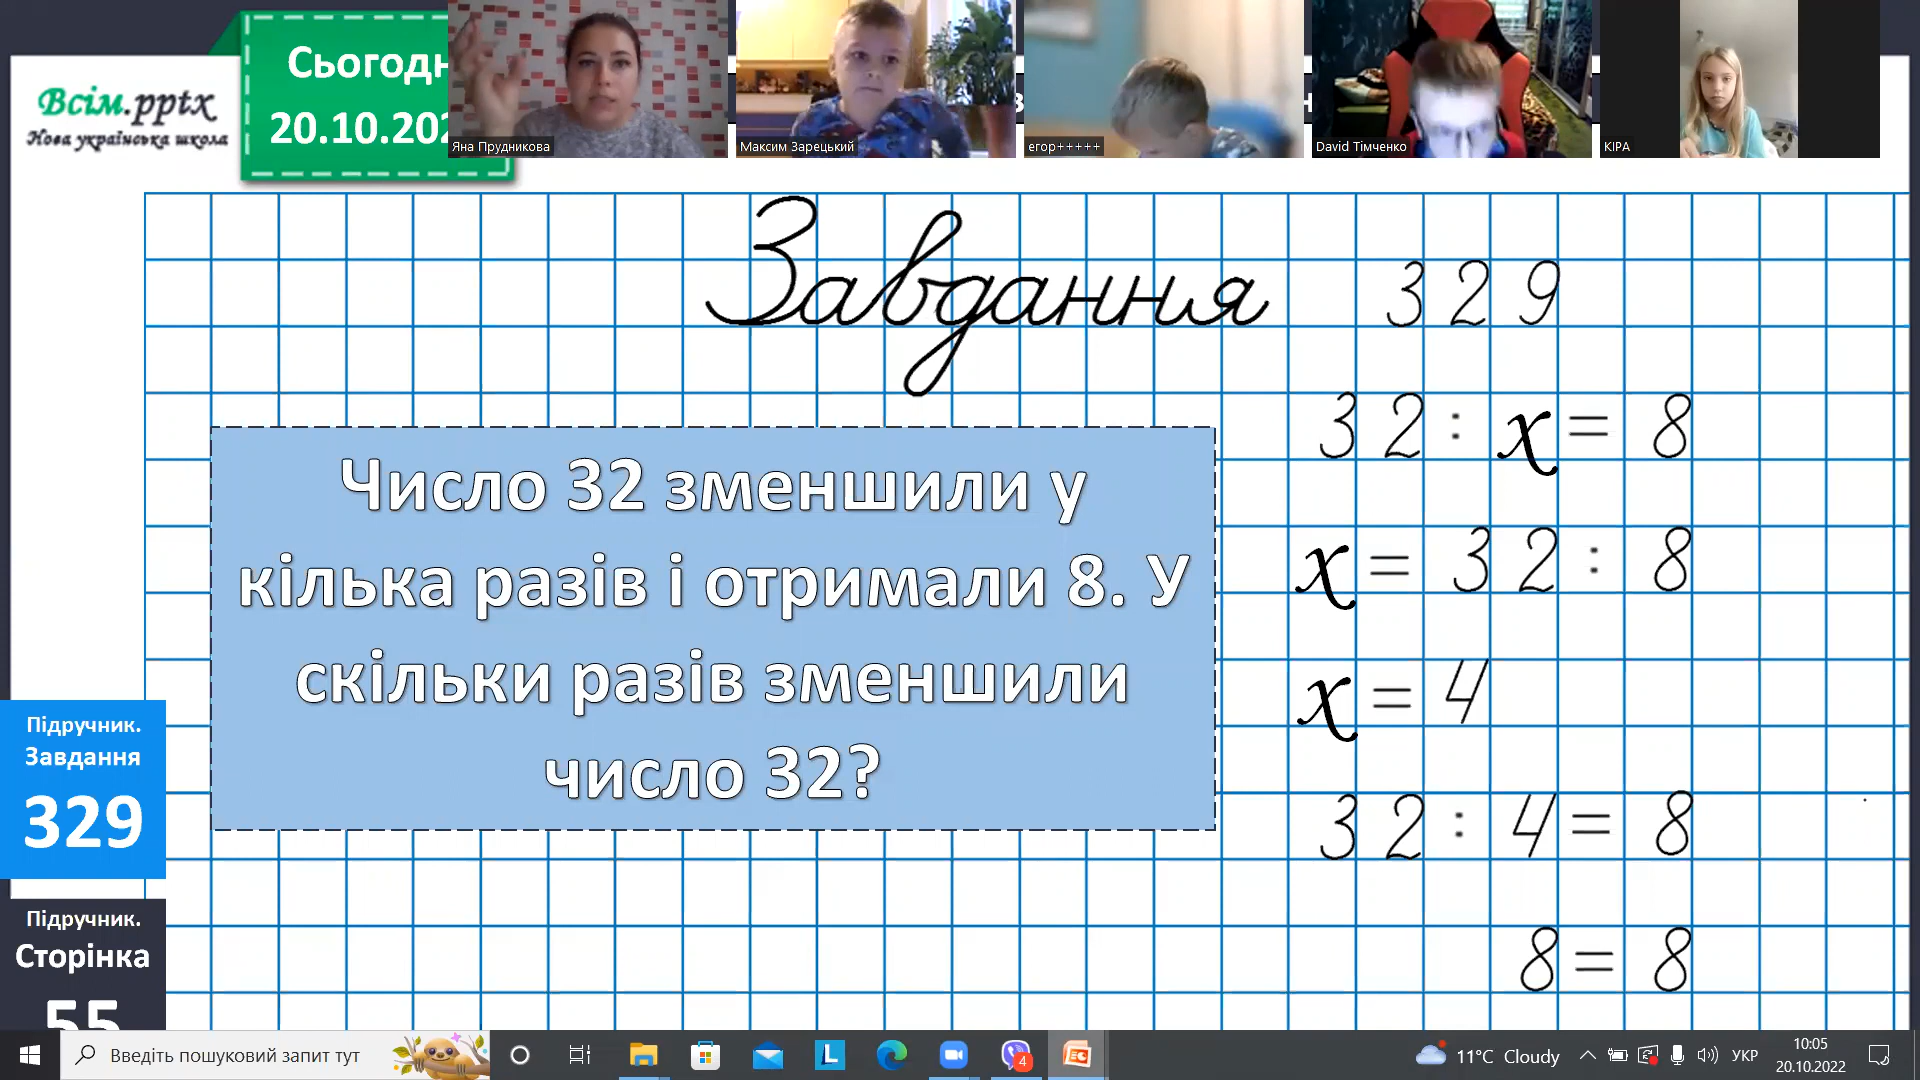 Всім.pptx
Нова українська школа
Сьогодн
20.10.202
Яна Прудникова
Максим Зарецький
егор+++++
David Тімченко
КІРА
Завдання 329
32 : x = 8
x = 32 : 8
x = 4
32 : 4 = 8
8 = 8
Число 32 зменшили у
кілька разів і отримали 8. У
скільки разів зменшили
число 32?
Підручник.
Завдання
329
Підручник.
Сторінка
55
Введіть пошуковий запит тут
L
4
11°C Cloudy
УКР
10:05
20.10.2022